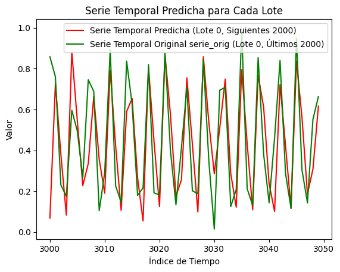 Serie Temporal Predicha para Cada Lote
Serie Temporal Predicha (Lote 0, Siguientes 2000)
Serie Temporal Original serie_orig (Lote 0, Últimos 2000)
Valor
1.0
0.8
0.6
0.4
0.2
0.0
3000
3010
3020
3030
3040
3050
Índice de Tiempo